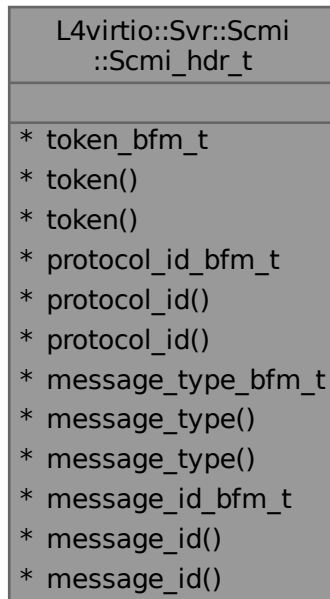 L4virtio::Svr::Scmi
::Scmi_hdr_t
* token_bfm_t
* token()
* token()
* protocol_id_bfm_t
* protocol_id()
* protocol_id()
* message_type_bfm_t
* message_type()
* message_type()
* message_id_bfm_t
* message_id()
* message_id()